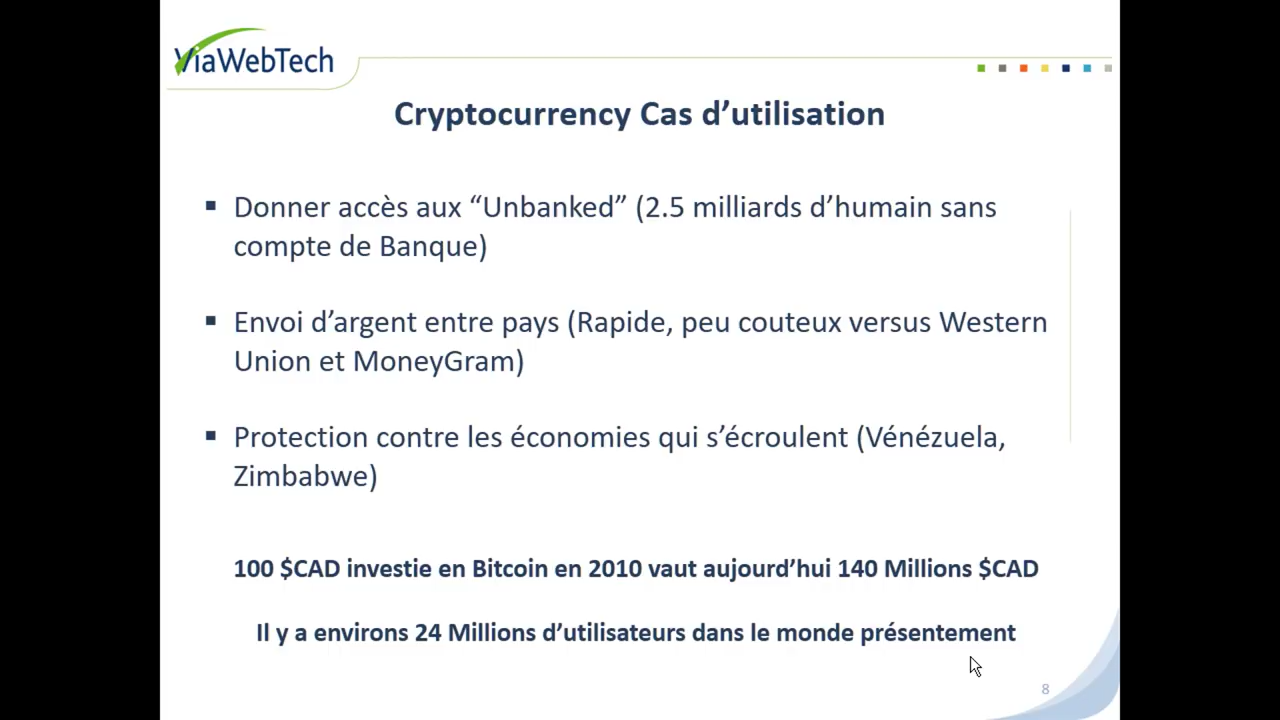 ViaWebTech
Cryptocurrency Cas d’utilisation
▪ Donner accès aux “Unbanked” (2.5 milliards d’humain sans
compte de Banque)
▪ Envoi d’argent entre pays (Rapide, peu couteux versus Western
Union et MoneyGram)
▪ Protection contre les économies qui s’écroulent (Vénézuela,
Zimbabwe)
100 $CAD investie en Bitcoin en 2010 vaut aujourd’hui 140 Millions $CAD
Il y a environs 24 Millions d’utilisateurs dans le monde présentement
8